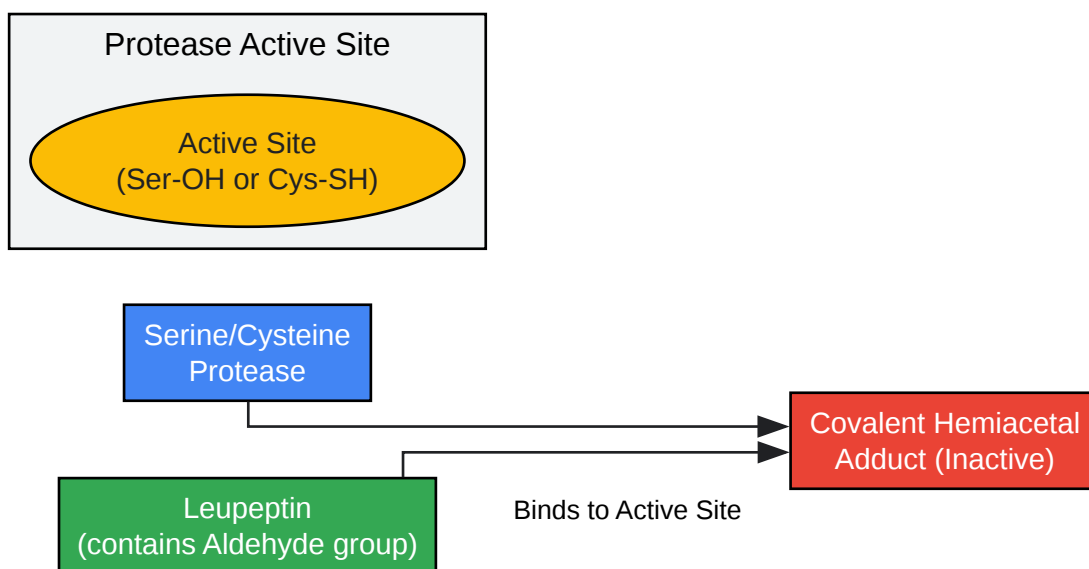 Protease Active Site
Active Site
(Ser-OH or Cys-SH)
Serine/Cysteine
Protease
Covalent Hemiacetal
Adduct (Inactive)
Leupeptin
(contains Aldehyde group)
Binds to Active Site